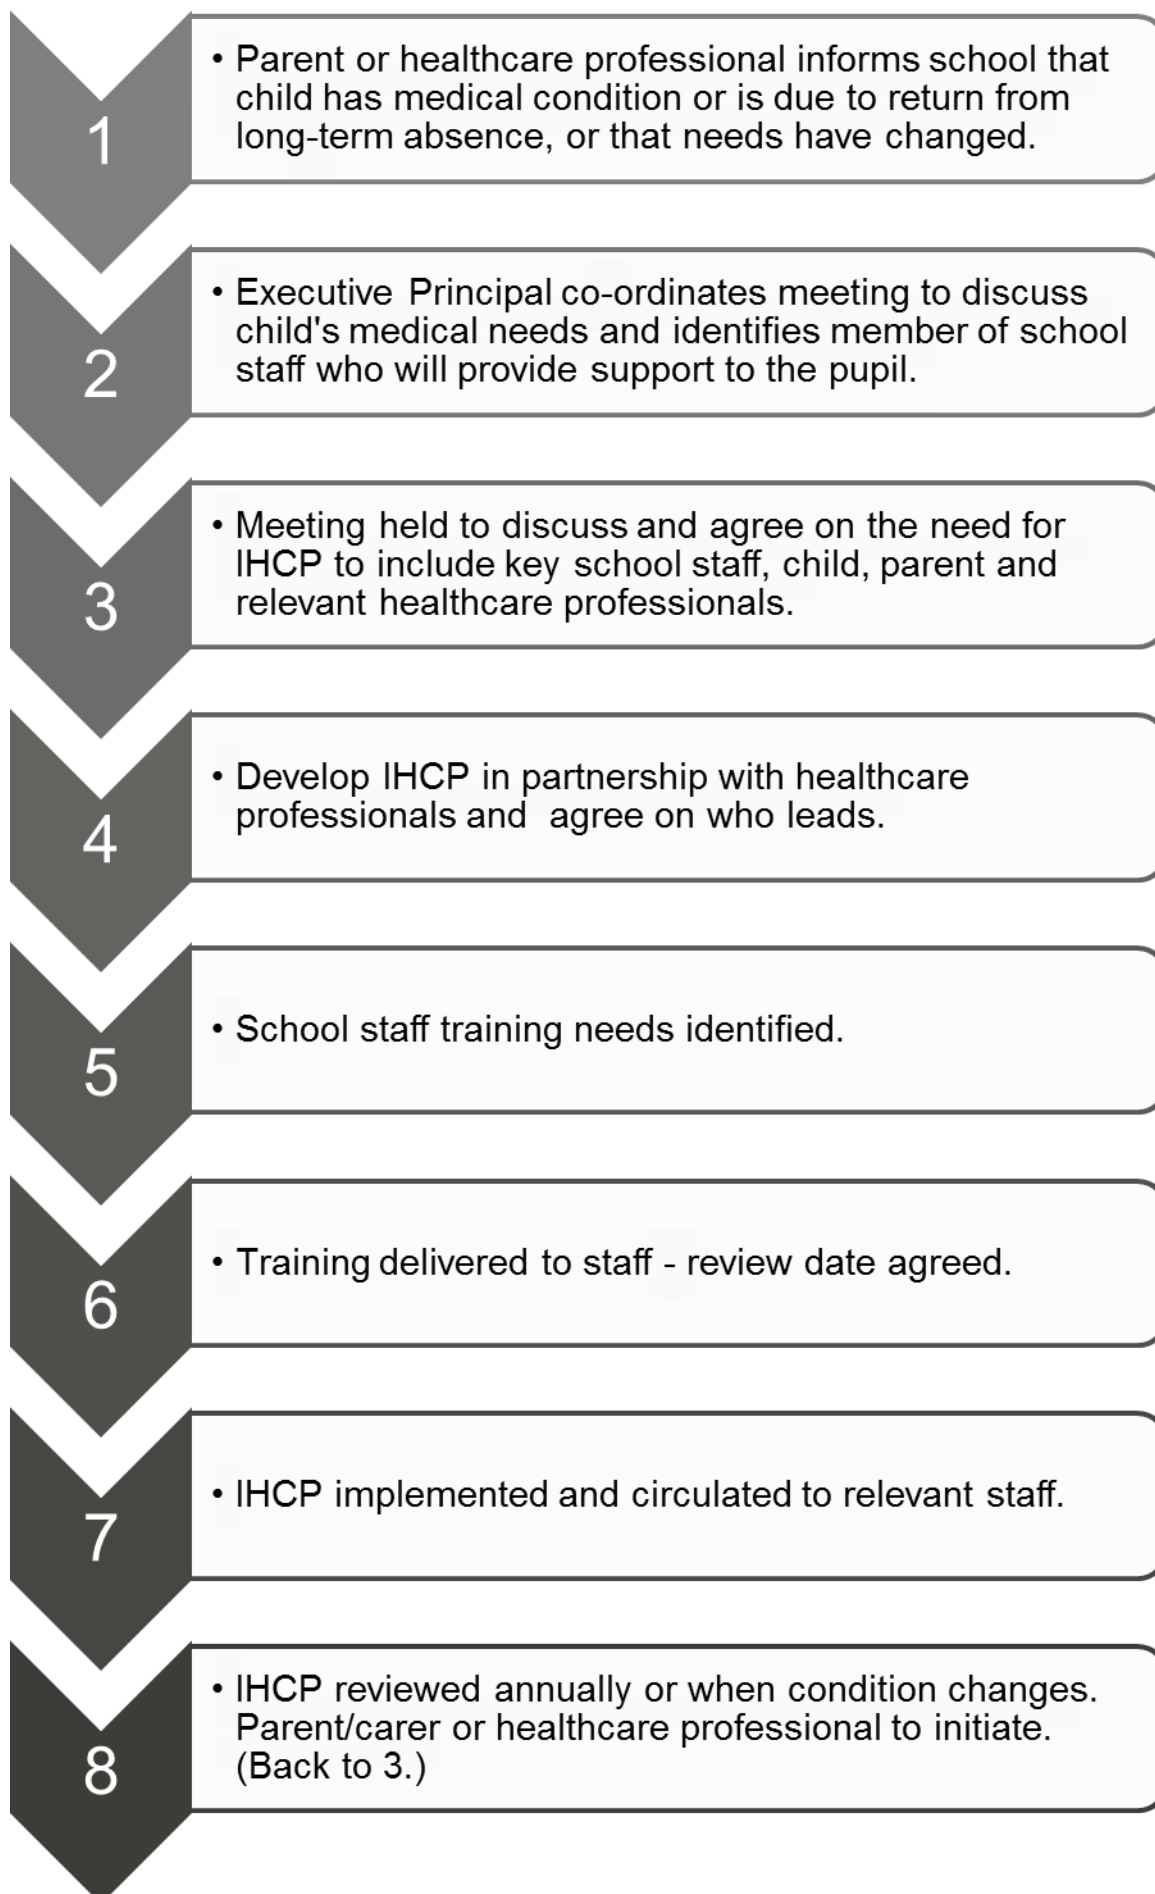 1
• Parent or healthcare professional informs school that
child has medical condition or is due to return from
long-term absence, or that needs have changed.
2
• Executive Principal co-ordinates meeting to discuss
child's medical needs and identifies member of school
staff who will provide support to the pupil.
3
• Meeting held to discuss and agree on the need for
IHCP to include key school staff, child, parent and
relevant healthcare professionals.
4
• Develop IHCP in partnership with healthcare
professionals and  agree on who leads.
5
• School staff training needs identified.
6
• Training delivered to staff - review date agreed.
7
• IHCP implemented and circulated to relevant staff.
8
• IHCP reviewed annually or when condition changes.
Parent/carer or healthcare professional to initiate.
(Back to 3.)